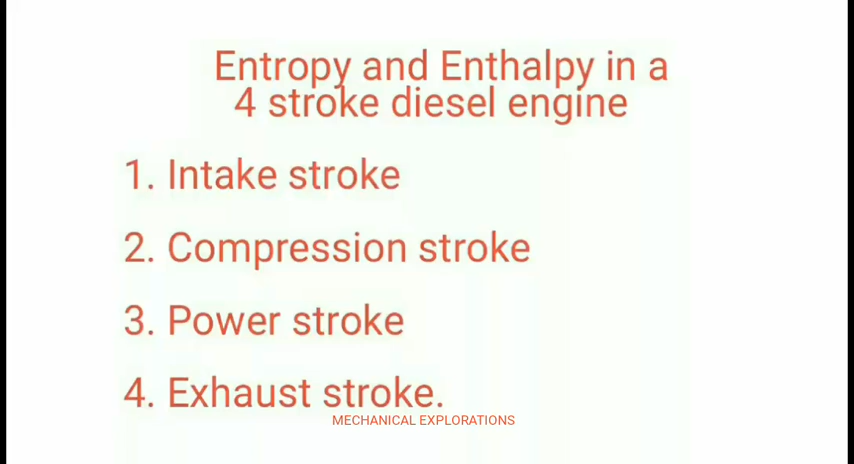 Entropy and Enthalpy in a
4 stroke diesel engine
1. Intake stroke
2. Compression stroke
3. Power stroke
4. Exhaust stroke.
MECHANICAL EXPLORATIONS